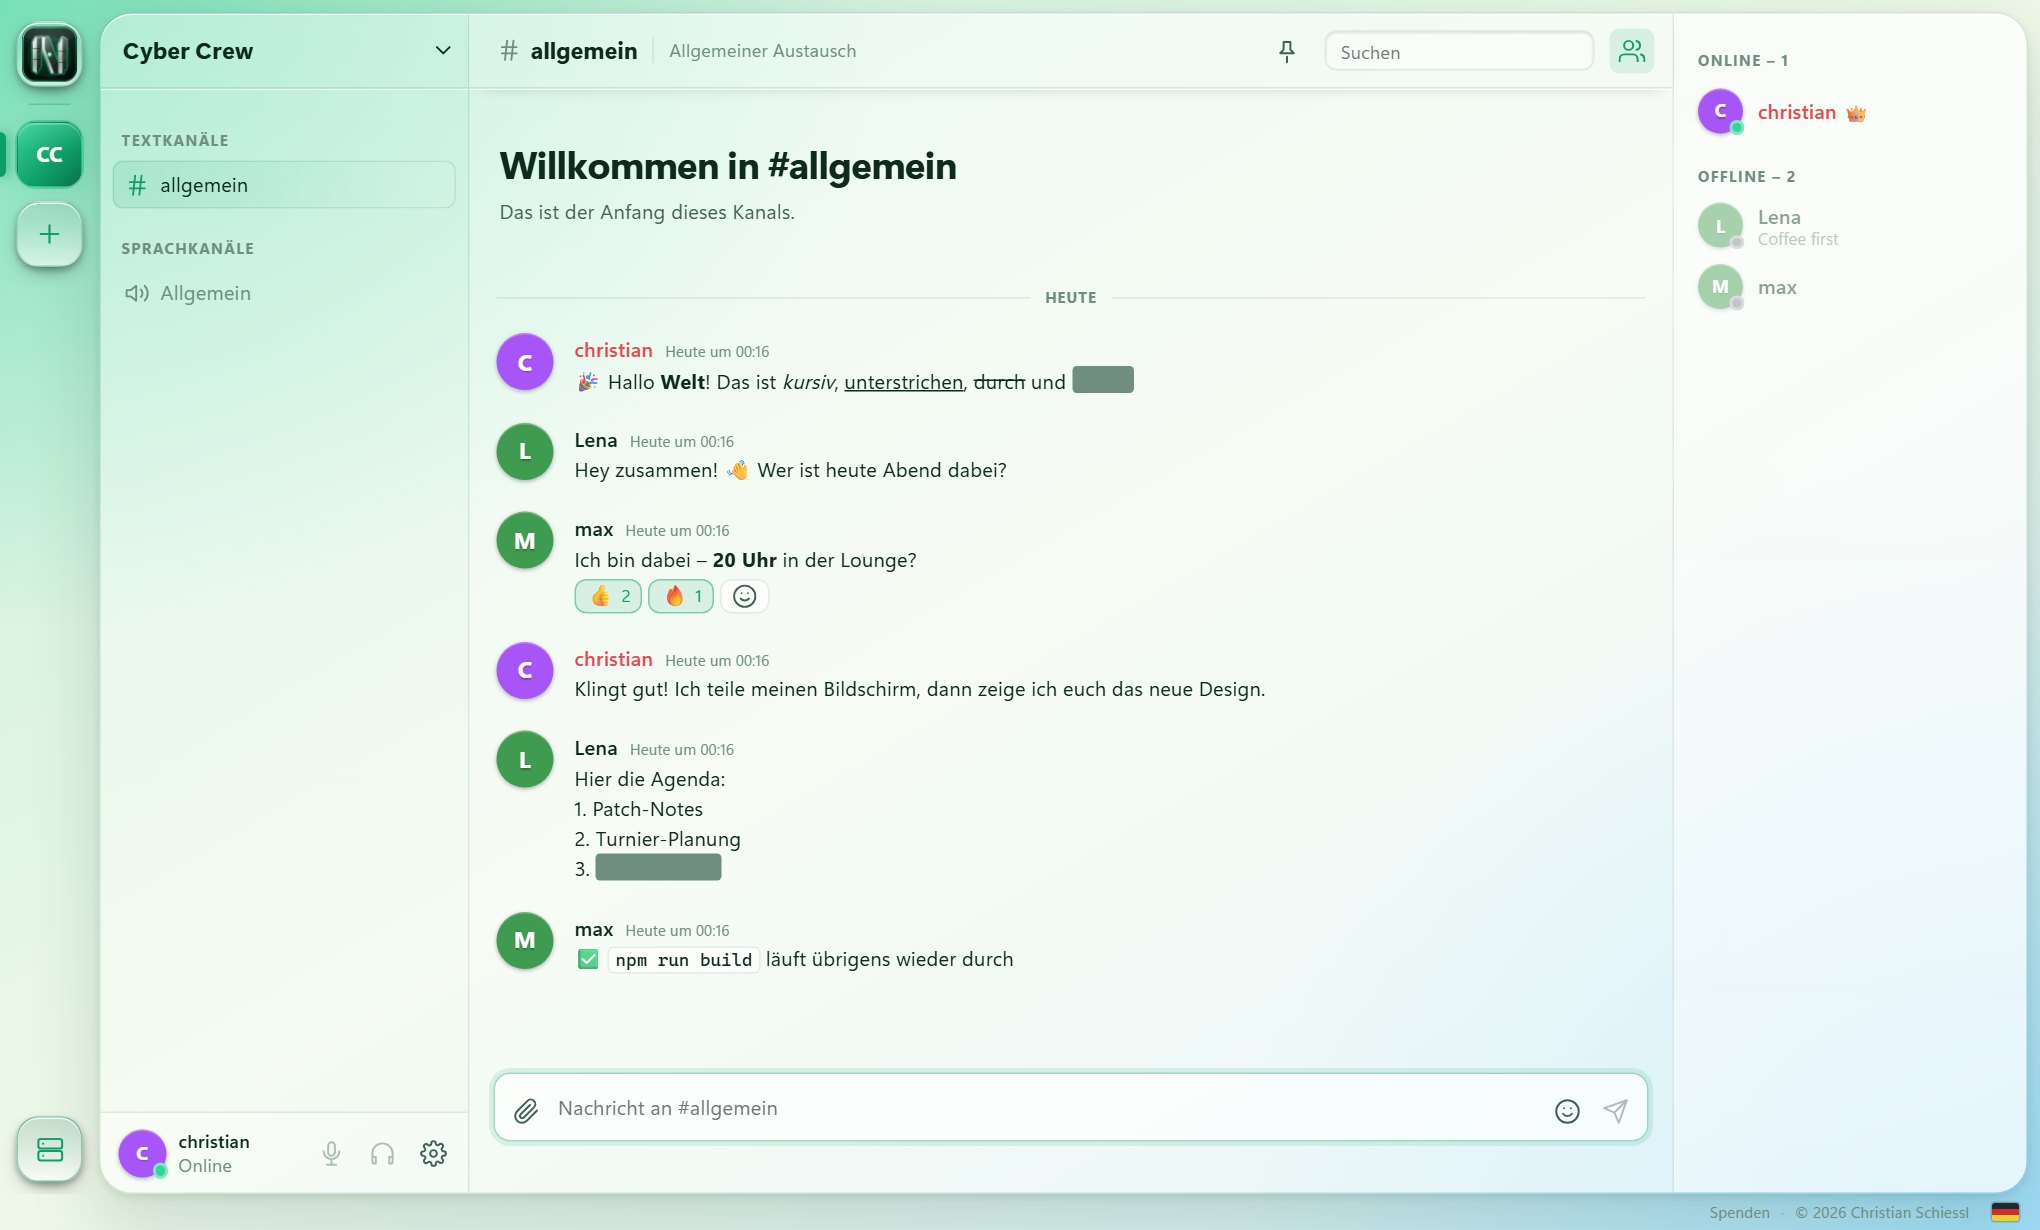 Cyber Crew
TEXTKANÄLE
# allgemein
SPRACHKANÄLE
Allgemein
CC
C
christian
Online
# allgemein
Allgemeiner Austausch
Suchen
Willkommen in #allgemein
Das ist der Anfang dieses Kanals.
HEUTE
C
christian Heute um 00:16
🎉 Hallo Welt! Das ist kursiv, unterstrichen, durch und
L
Lena Heute um 00:16
Hey zusammen! 👋 Wer ist heute Abend dabei?
M
max Heute um 00:16
Ich bin dabei – 20 Uhr in der Lounge?
👍 2 🔥 1
C
christian Heute um 00:16
Klingt gut! Ich teile meinen Bildschirm, dann zeige ich euch das neue Design.
L
Lena Heute um 00:16
Hier die Agenda:
1. Patch-Notes
2. Turnier-Planung
3.
M
max Heute um 00:16
✅ npm run build läuft übrigens wieder durch
Nachricht an #allgemein
ONLINE – 1
C
christian
OFFLINE – 2
L
Lena
Coffee first
M
max
Spenden · © 2026 Christian Schiessl